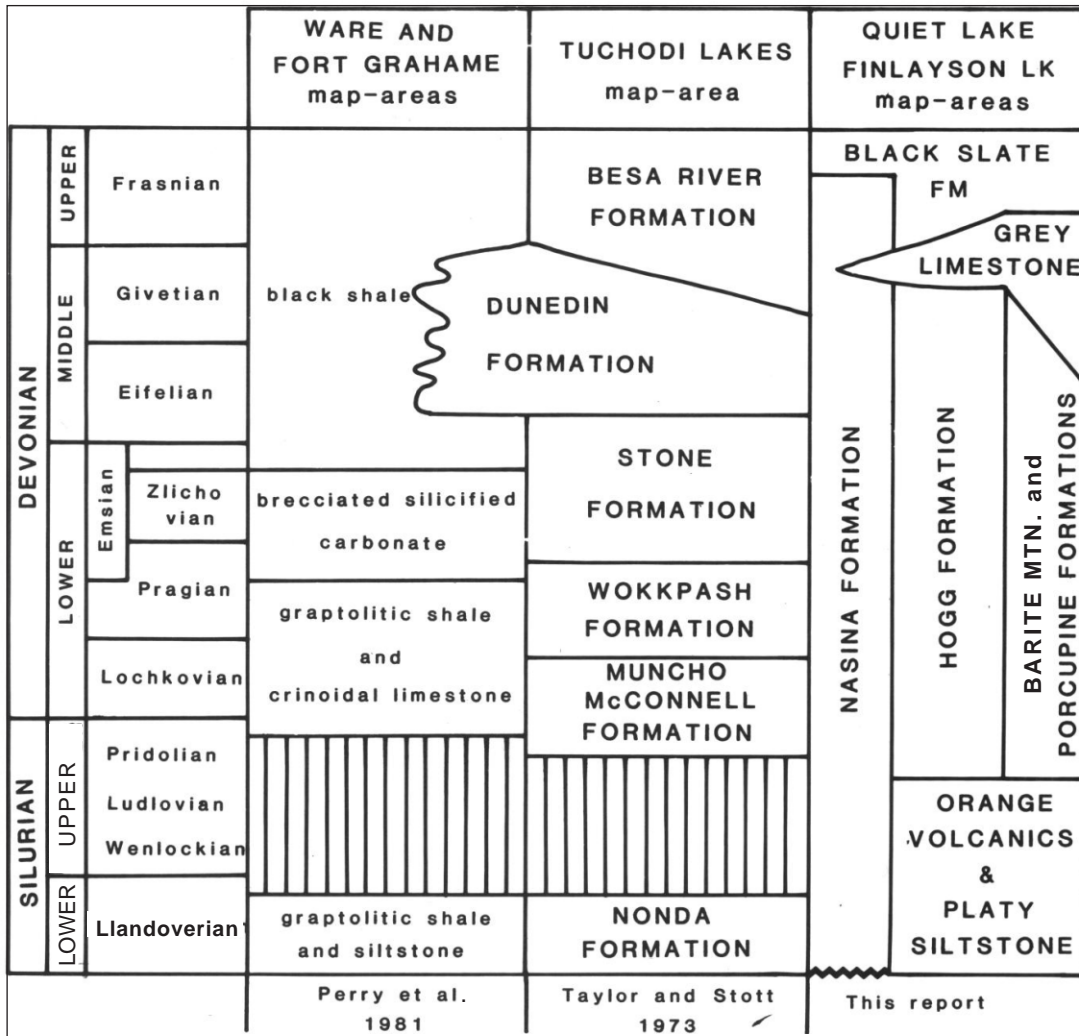 WARE AND
FORT GRAHAME
map-areas
TUCHODI LAKES
map-area
QUIET LAKE
FINLAYSON LK
map-areas
DEVONIAN
UPPER
Frasnian
MIDDLE
Givetian
Eifelian
LOWER
Emsian
Zlicho
vian
Pragian
Lochkovian
SILURIAN
UPPER
Pridolian
Ludlovian
Wenlockian
LOWER
Llandoverian
black shale
brecciated silicified
carbonate
graptolitic shale
and
crinoidal limestone
graptolitic shale
and siltstone
Perry et al.
1981
BESA RIVER
FORMATION
DUNEDIN
FORMATION
STONE
FORMATION
WOKKPASH
FORMATION
MUNCHO
McCONNELL
FORMATION
NONDA
FORMATION
Taylor and Stott
1973
BLACK SLATE
FM
GREY
LIMESTONE
NASINA FORMATION
HOGG FORMATION
BARITE MTN. and
PORCUPINE FORMATIONS
ORANGE
VOLCANICS
&
PLATY
SILTSTONE
This report